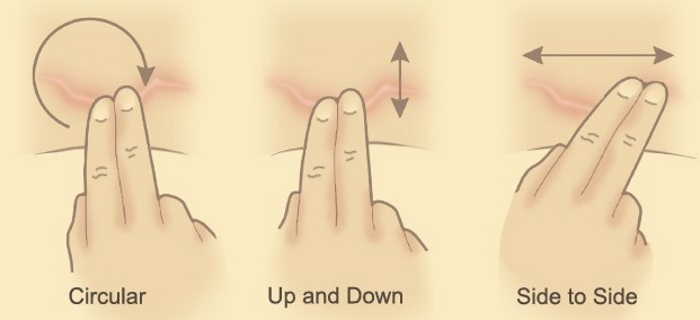 Circular
Up and Down
Side to Side